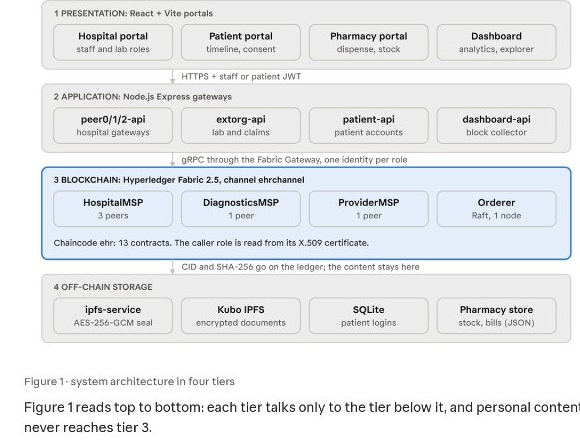 1 PRESENTATION: React + Vite portals
Hospital portal Patient portal Pharmacy portal Dashboard
staff and lab roles timeline, consent dispense, stock analytics, explorer
HTTPS + staff or patient JWT
2 APPLICATION: Node.js Express gateways
peer0/1/2-api extorg-api patient-api dashboard-api
hospital gateways lab and claims patient accounts block collector
gRPC through the Fabric Gateway, one identity per role
3 BLOCKCHAIN: Hyperledger Fabric 2.5, channel ehrchannel
HospitalMSP DiagnosticsMSP ProviderMSP Orderer
3 peers 1 peer 1 peer Raft, 1 node
Chaincode ehr: 13 contracts. The caller role is read from its X.509 certificate.
CID and SHA-256 go on the ledger; the content stays here
4 OFF-CHAIN STORAGE
ipfs-service Kubo IPFS SQLite Pharmacy store
AES-256-GCM seal encrypted documents patient logins stock, bills (JSON)
Figure 1 · system architecture in four tiers
Figure 1 reads top to bottom: each tier talks only to the tier below it, and personal content
never reaches tier 3.